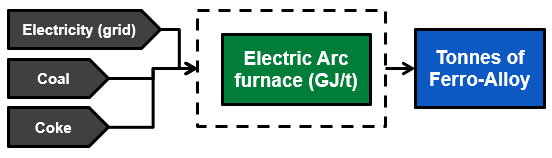 Electricity (grid)
Coal
Coke
Electric Arc
furnace (GJ/t)
Tonnes of
Ferro-Alloy